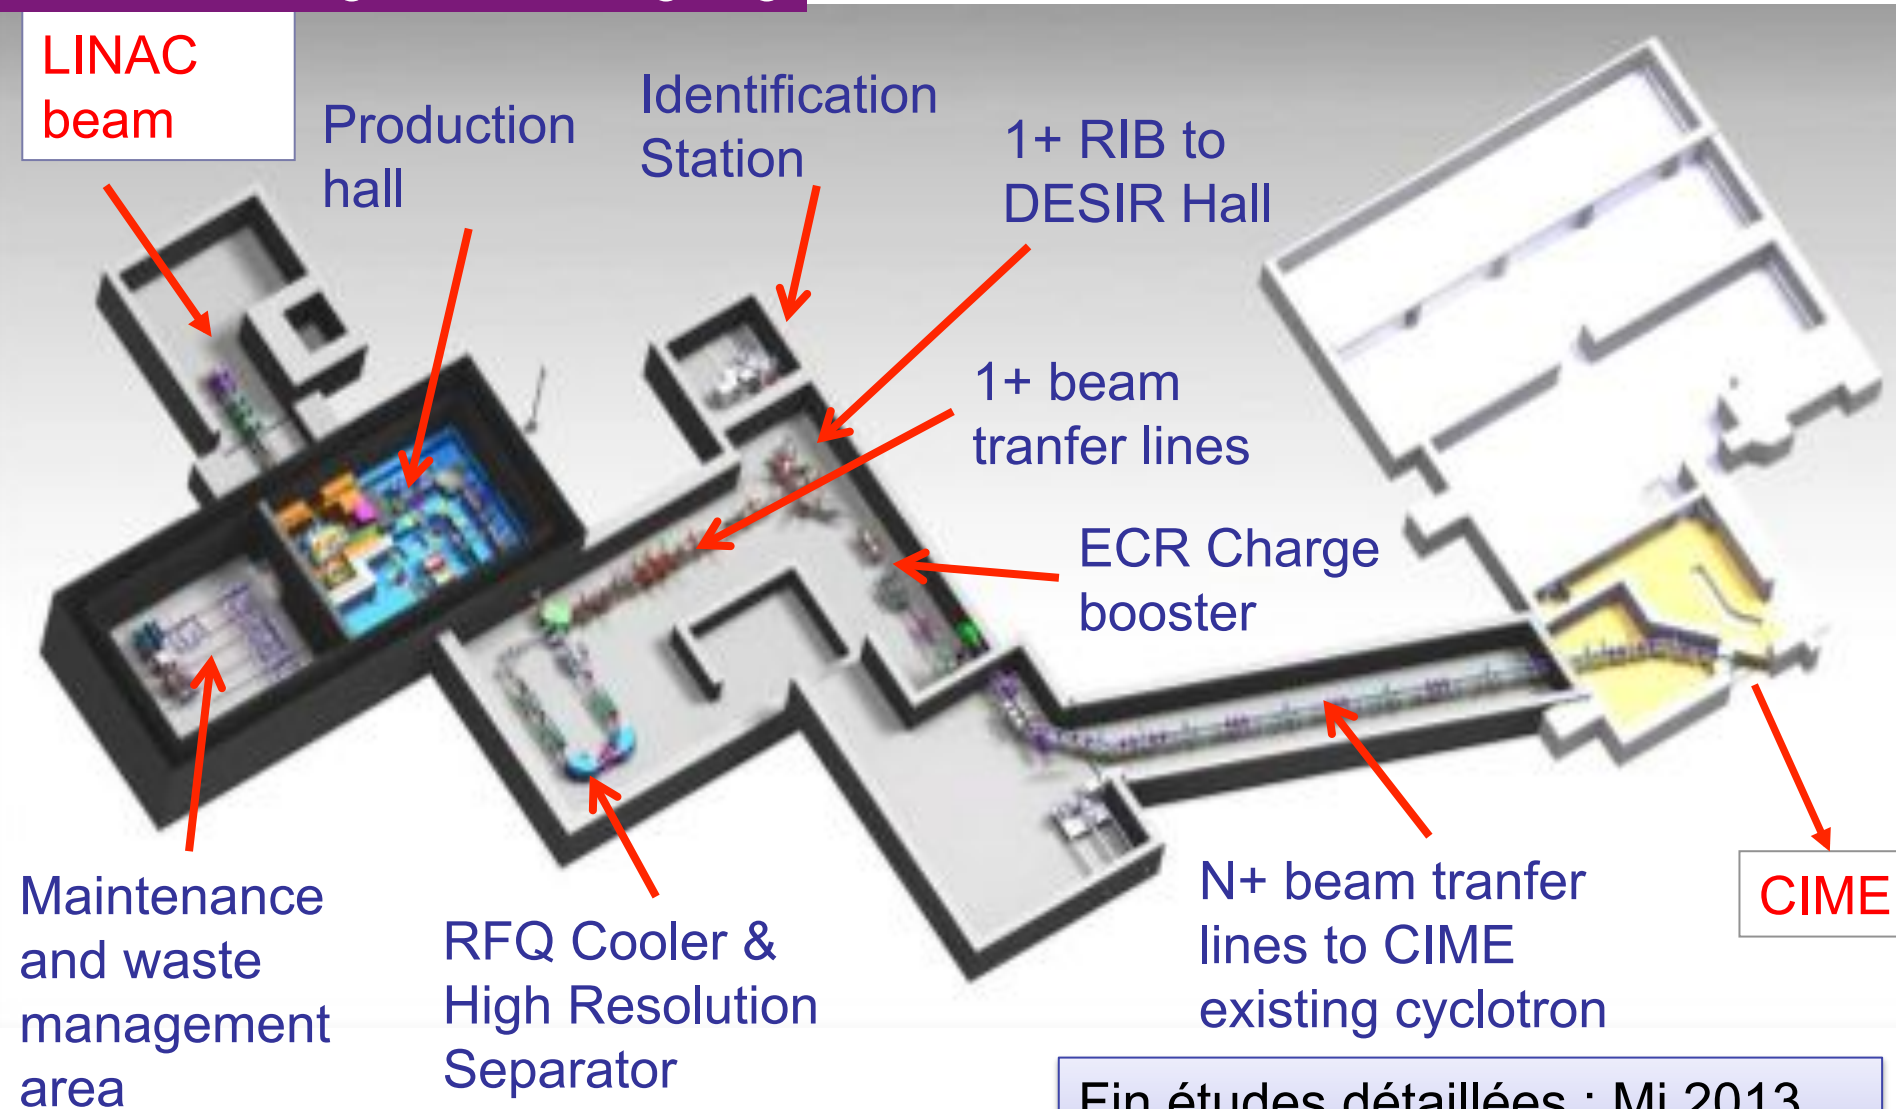 LINAC
beam
Production
hall
Identification
Station
1+ RIB to
DESIR Hall
1+ beam
tranfer lines
ECR Charge
booster
Maintenance
and waste
management
area
RFQ Cooler &
High Resolution
Separator
N+ beam tranfer
lines to CIME
existing cyclotron
CIME
Fin études détaillées : Mi 2013